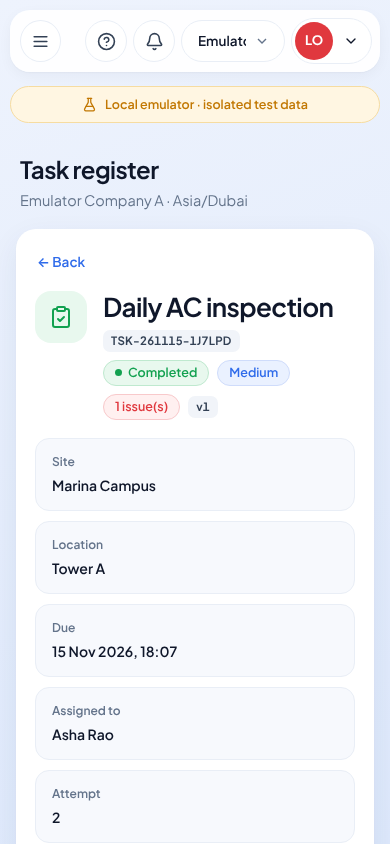 Emulato
LO
Local emulator · isolated test data
Task register
Emulator Company A · Asia/Dubai
← Back
Daily AC inspection
TSK-261115-1J7LPD
Completed
Medium
1 issue(s)
v1
Site
Marina Campus
Location
Tower A
Due
15 Nov 2026, 18:07
Assigned to
Asha Rao
Attempt
2